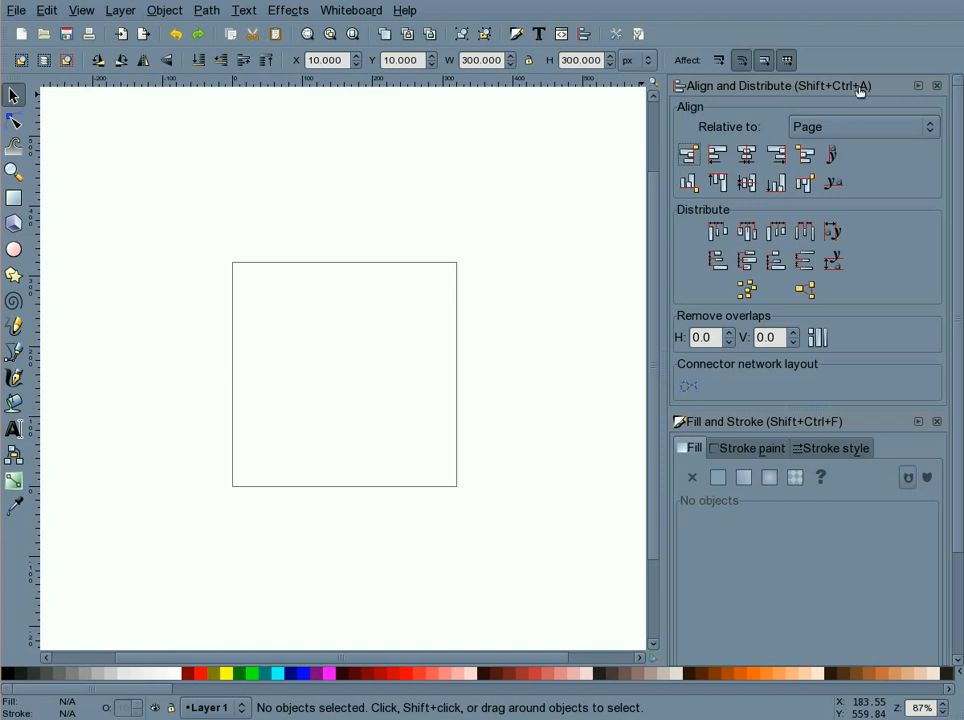 File Edit View Layer Object Path Text Effects Whiteboard Help
X 10.000 Y 10.000 W 300.000 H 300.000 px Affect:
Align and Distribute (Shift+Ctrl+A)
Align
Relative to: Page
Distribute
Remove overlaps
H: 0.0 V: 0.0
Connector network layout
Fill and Stroke (Shift+Ctrl+F)
Fill Stroke paint Stroke style
No objects
Fill: N/A
Stroke: N/A
O: Layer 1 No objects selected. Click, Shift+click, or drag around objects to select.
X: 183.55
Y: 559.84
Z: 87%